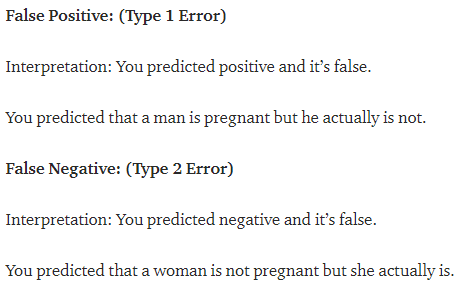 False Positive: (Type 1 Error)
Interpretation: You predicted positive and it’s false.
You predicted that a man is pregnant but he actually is not.
False Negative: (Type 2 Error)
Interpretation: You predicted negative and it’s false.
You predicted that a woman is not pregnant but she actually is.